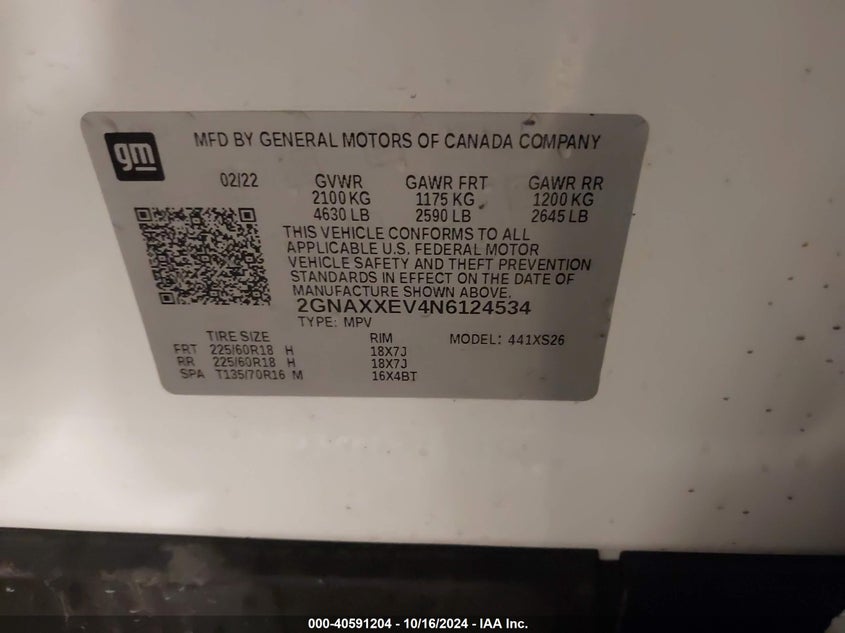 gm
MFD BY GENERAL MOTORS OF CANADA COMPANY
02/22 GVWR GAWR FRT GAWR RR
2100 KG 1175 KG 1200 KG
4630 LB 2590 LB 2645 LB
THIS VEHICLE CONFORMS TO ALL
APPLICABLE U.S. FEDERAL MOTOR
VEHICLE SAFETY AND THEFT PREVENTION
STANDARDS IN EFFECT ON THE DATE OF
MANUFACTURE SHOWN ABOVE.
2GNAXXEV4N6124534
TYPE: MPV
TIRE SIZE RIM MODEL: 441XS26
FRT 225/60R18 H 18X7J
RR 225/60R18 H 18X7J
SPA T135/70R16 M 16X4BT
000-40591204 - 10/16/2024 - IAA Inc.